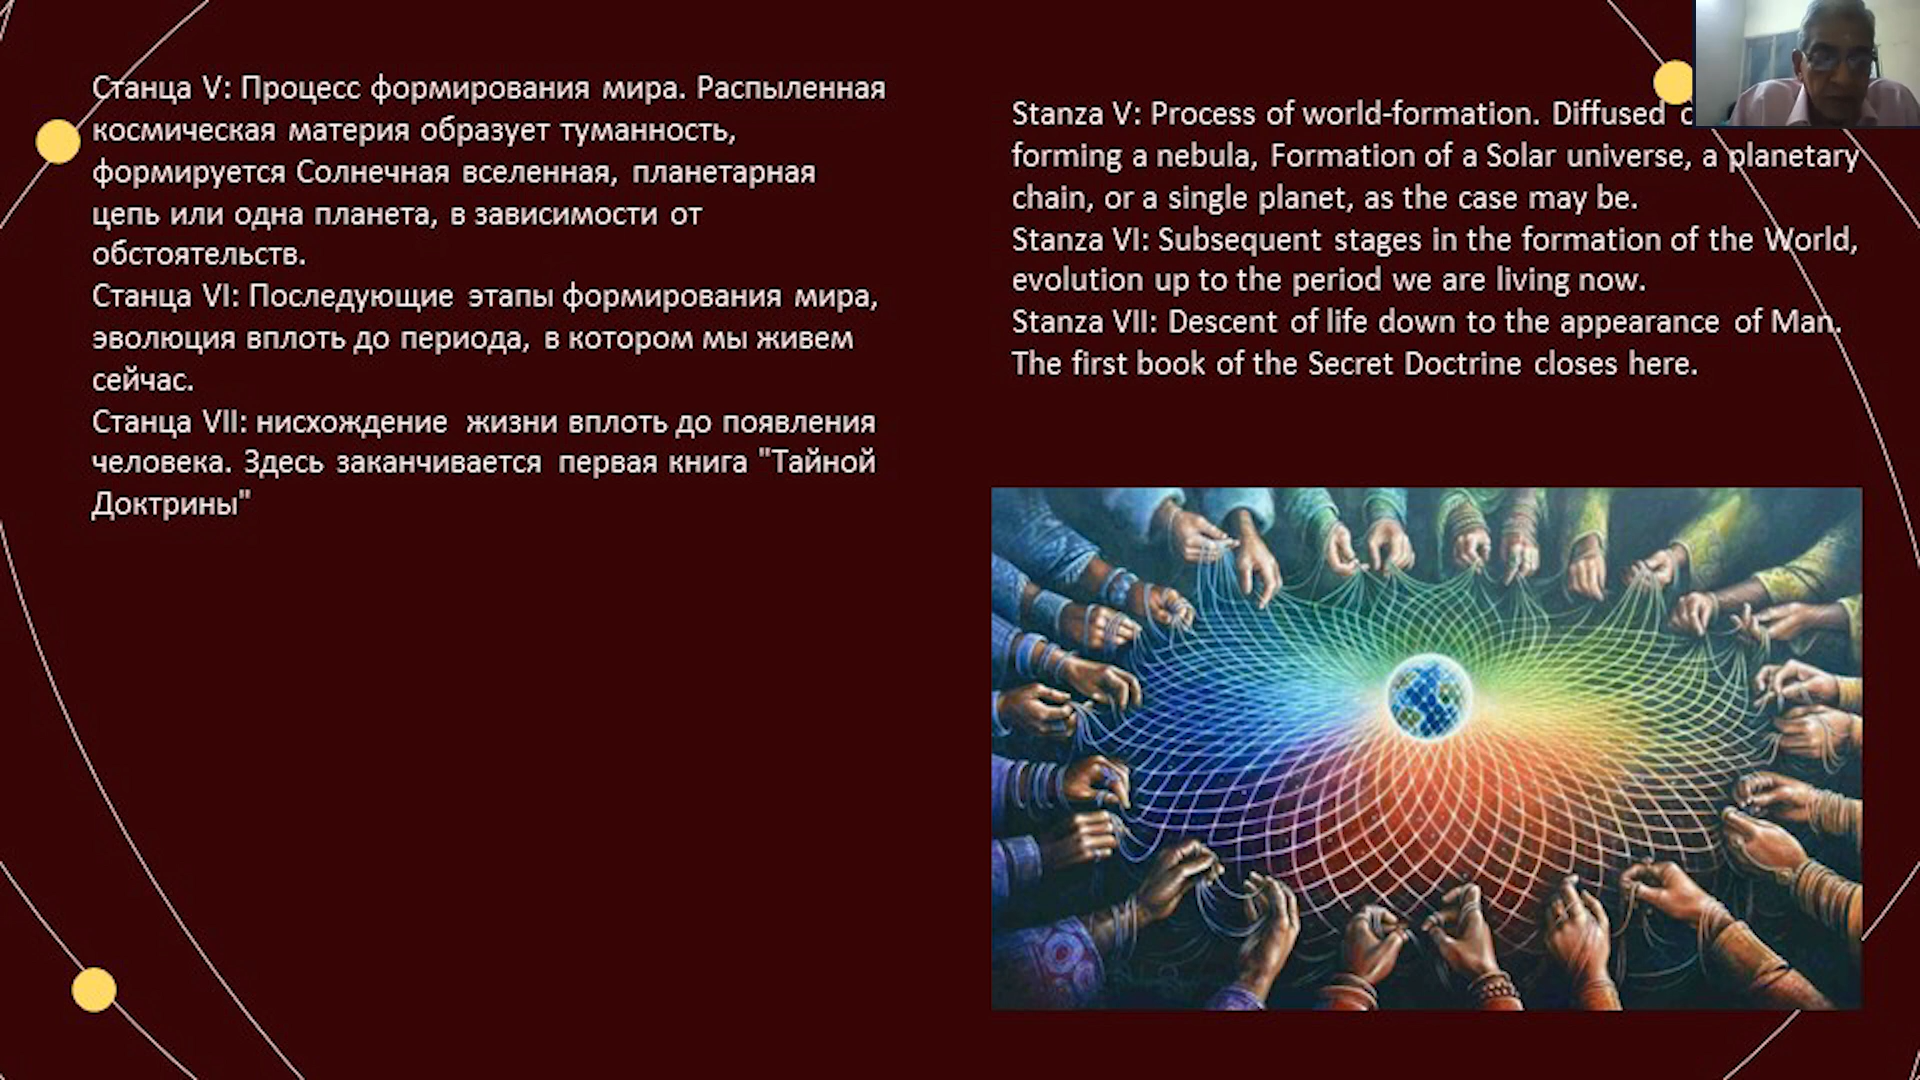 Станца V: Процесс формирования мира. Распыленная
космическая материя образует туманность,
формируется Солнечная вселенная, планетарная
цепь или одна планета, в зависимости от
обстоятельств.
Станца VI: Последующие этапы формирования мира,
эволюция вплоть до периода, в котором мы живем
сейчас.
Станца VII: нисхождение жизни вплоть до появления
человека. Здесь заканчивается первая книга "Тайной
Доктрины"
Stanza V: Process of world-formation. Diffused
forming a nebula, Formation of a Solar universe, a planetary
chain, or a single planet, as the case may be.
Stanza VI: Subsequent stages in the formation of the World,
evolution up to the period we are living now.
Stanza VII: Descent of life down to the appearance of Man.
The first book of the Secret Doctrine closes here.